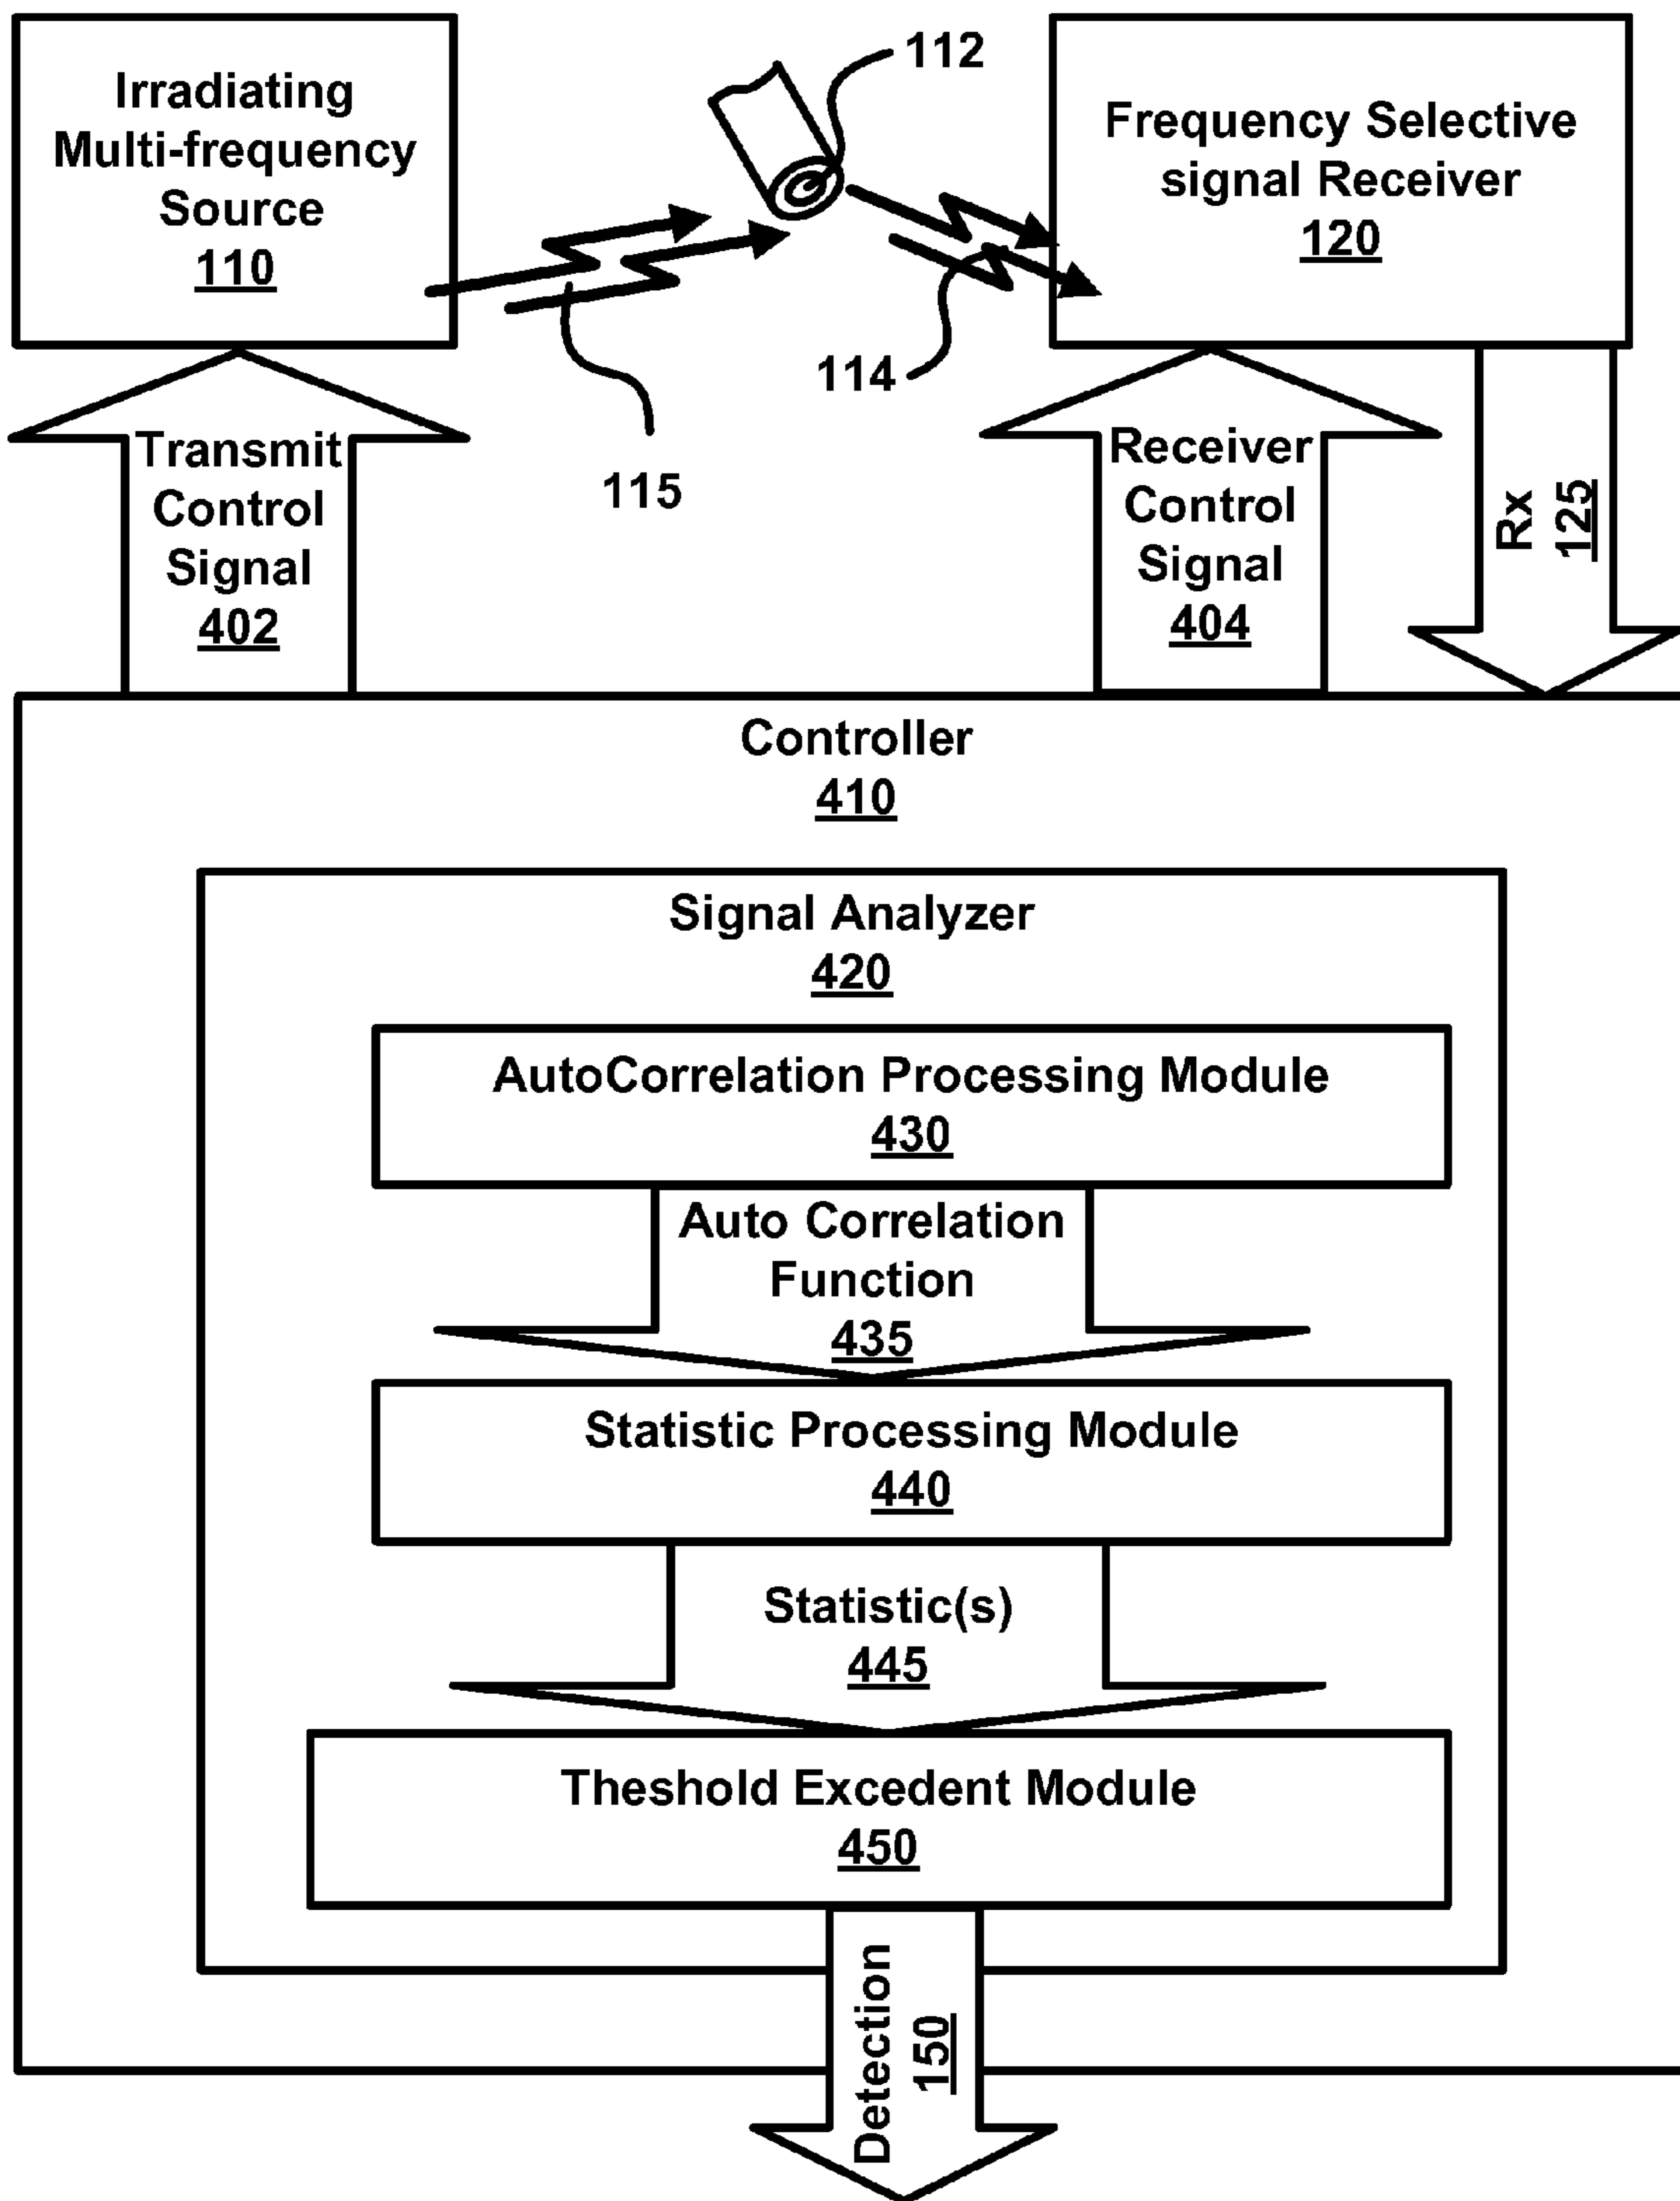 Irradiating
Multi-frequency
Source
110
112
Frequency Selective
signal Receiver
120
114
115
Transmit
Control
Signal
402
Receiver
Control
Signal
404
Rx
125
Controller
410
Signal Analyzer
420
AutoCorrelation Processing Module
430
Auto Correlation
Function
435
Statistic Processing Module
440
Statistic(s)
445
Theshold Excedent Module
450
Detection
150